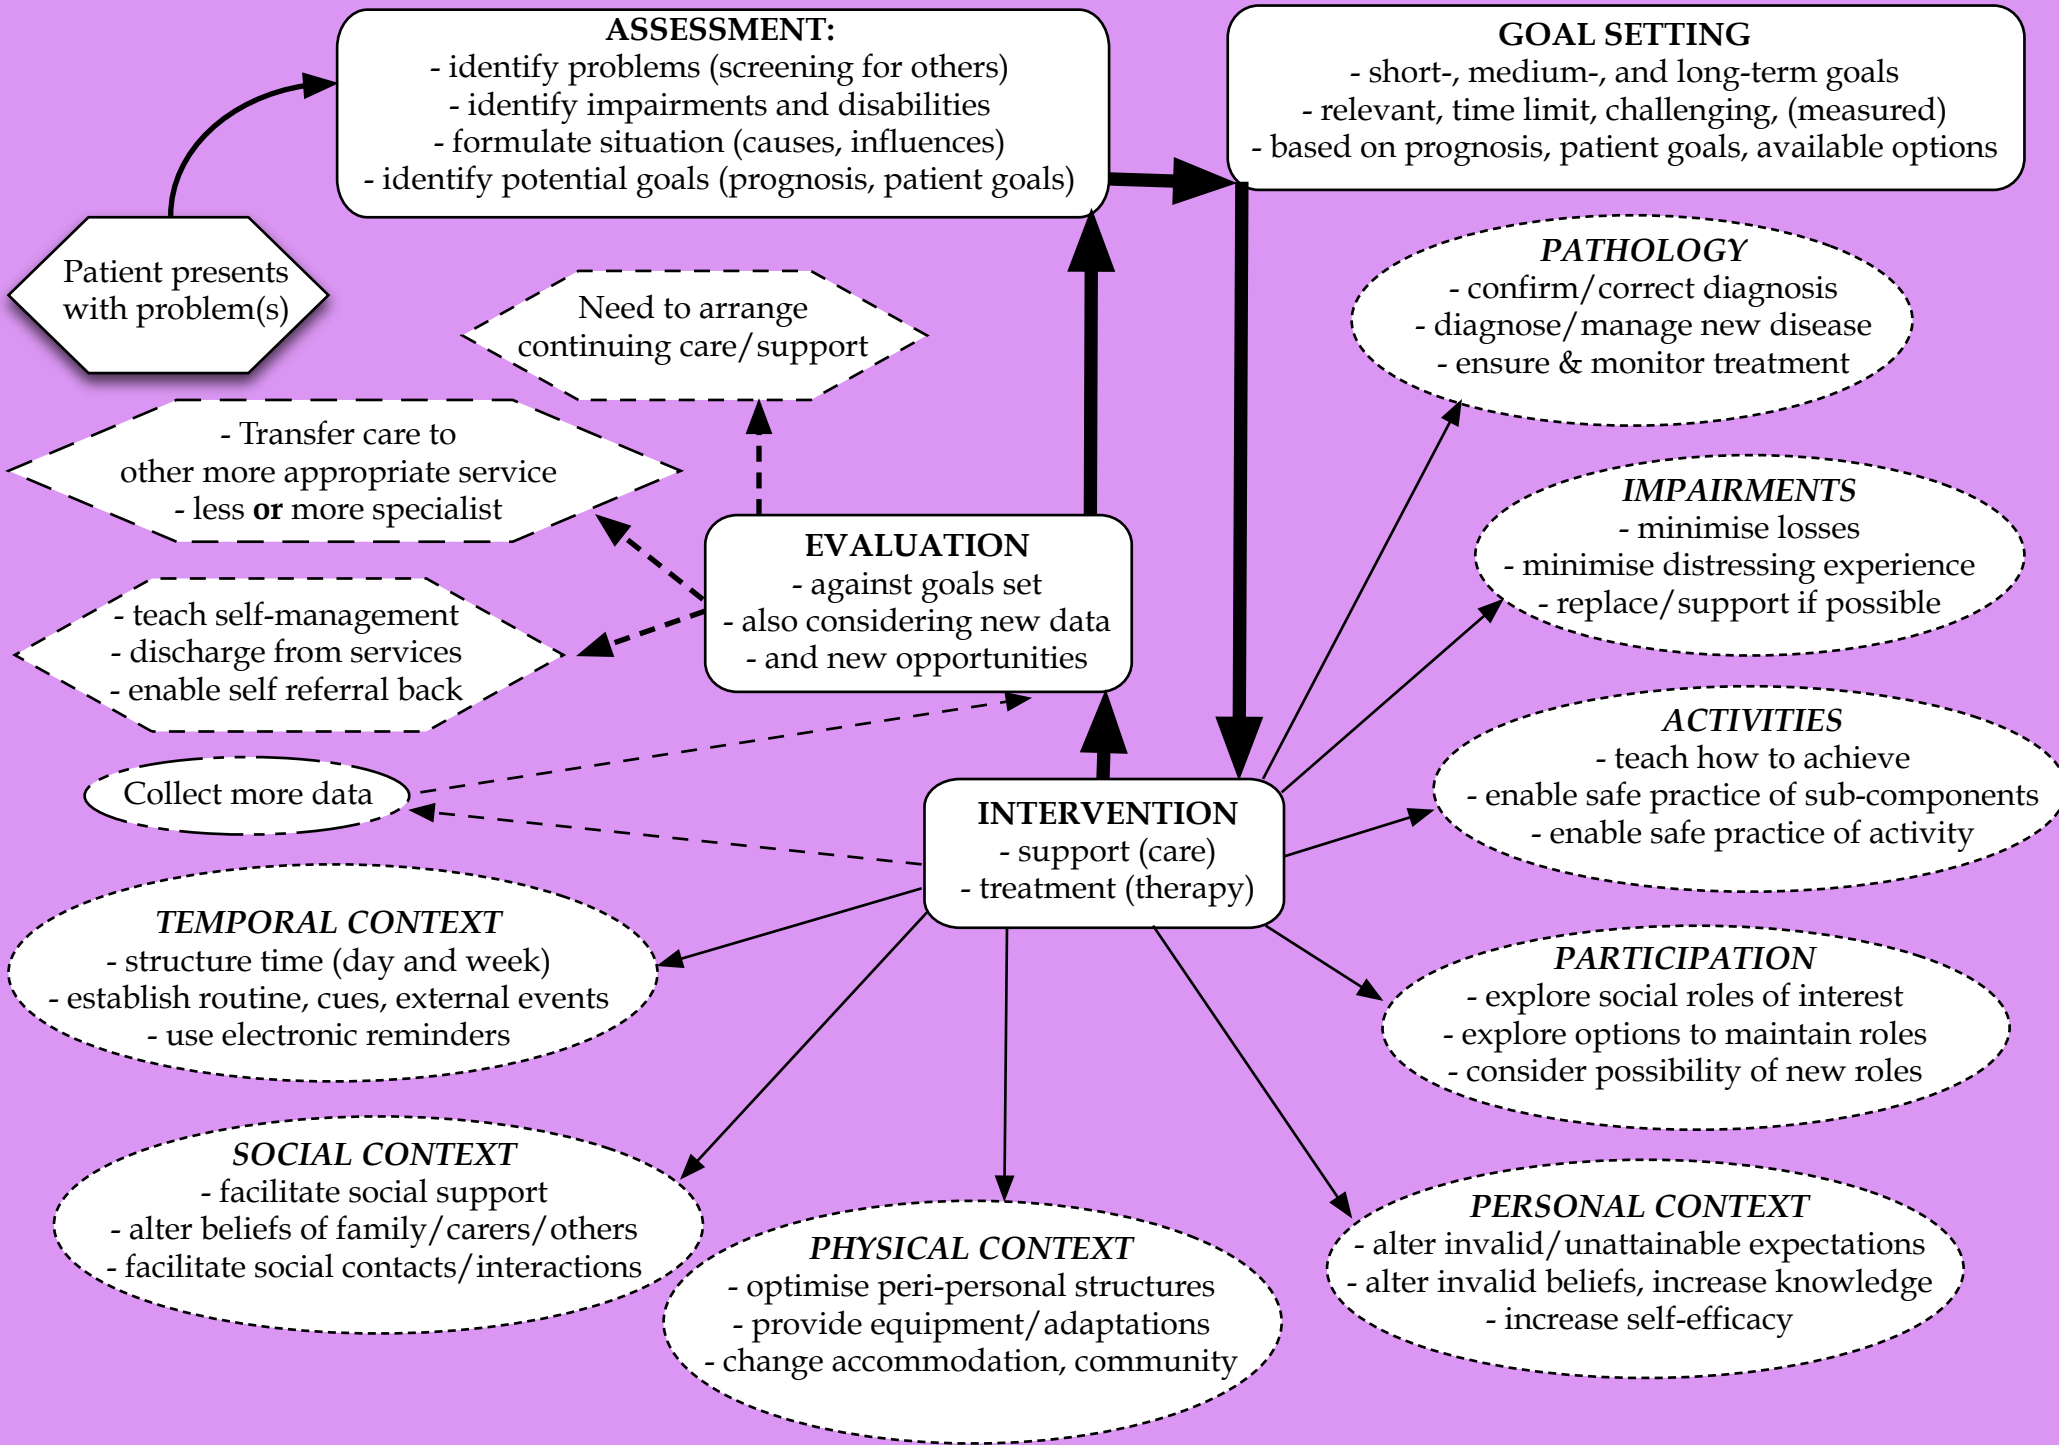 ASSESSMENT:
- identify problems (screening for others)
- identify impairments and disabilities
- formulate situation (causes, influences)
- identify potential goals (prognosis, patient goals)
GOAL SETTING
- short-, medium-, and long-term goals
- relevant, time limit, challenging, (measured)
- based on prognosis, patient goals, available options
Patient presents
with problem(s)
Need to arrange
continuing care/support
PATHOLOGY
- confirm/correct diagnosis
- diagnose/manage new disease
- ensure & monitor treatment
- Transfer care to
other more appropriate service
- less or more specialist
IMPAIRMENTS
- minimise losses
- minimise distressing experience
- replace/support if possible
EVALUATION
- against goals set
- also considering new data
- and new opportunities
- teach self-management
- discharge from services
- enable self referral back
ACTIVITIES
- teach how to achieve
- enable safe practice of sub-components
- enable safe practice of activity
Collect more data
INTERVENTION
- support (care)
- treatment (therapy)
TEMPORAL CONTEXT
- structure time (day and week)
- establish routine, cues, external events
- use electronic reminders
PARTICIPATION
- explore social roles of interest
- explore options to maintain roles
- consider possibility of new roles
SOCIAL CONTEXT
- facilitate social support
- alter beliefs of family/carers/others
- facilitate social contacts/interactions
PHYSICAL CONTEXT
- optimise peri-personal structures
- provide equipment/adaptations
- change accommodation, community
PERSONAL CONTEXT
- alter invalid/unattainable expectations
- alter invalid beliefs, increase knowledge
- increase self-efficacy